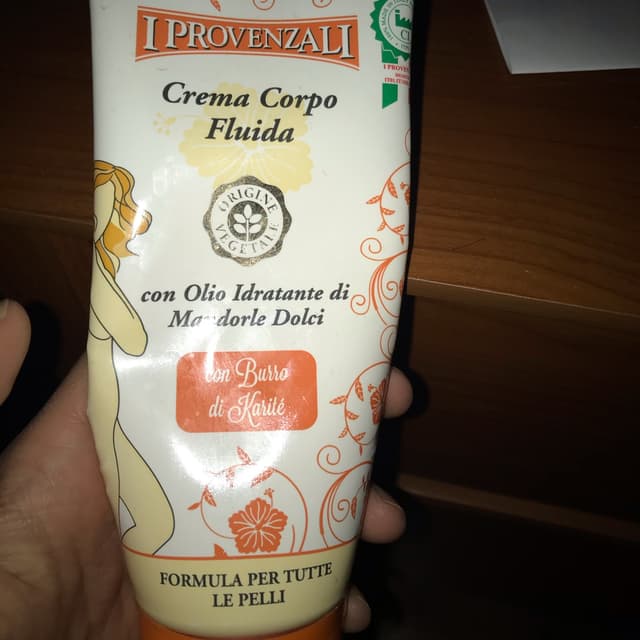 I PROVENZALI
Crema Corpo
Fluida
ORIGINE
VEGETALE
con Olio Idratante di
Mandorle Dolci
con Burro
di Karité
FORMULA PER TUTTE
LE PELLI